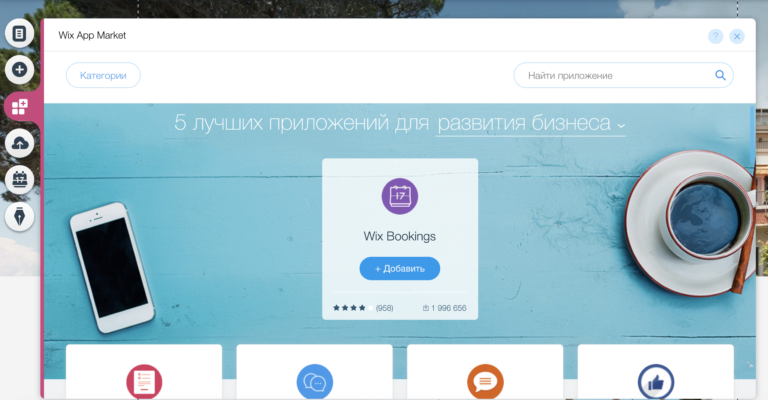 Wix App Market
?
Категории
Найти приложение
5 лучших приложений для развития бизнеса
17
Wix Bookings
+ Добавить
(958)
1 996 656